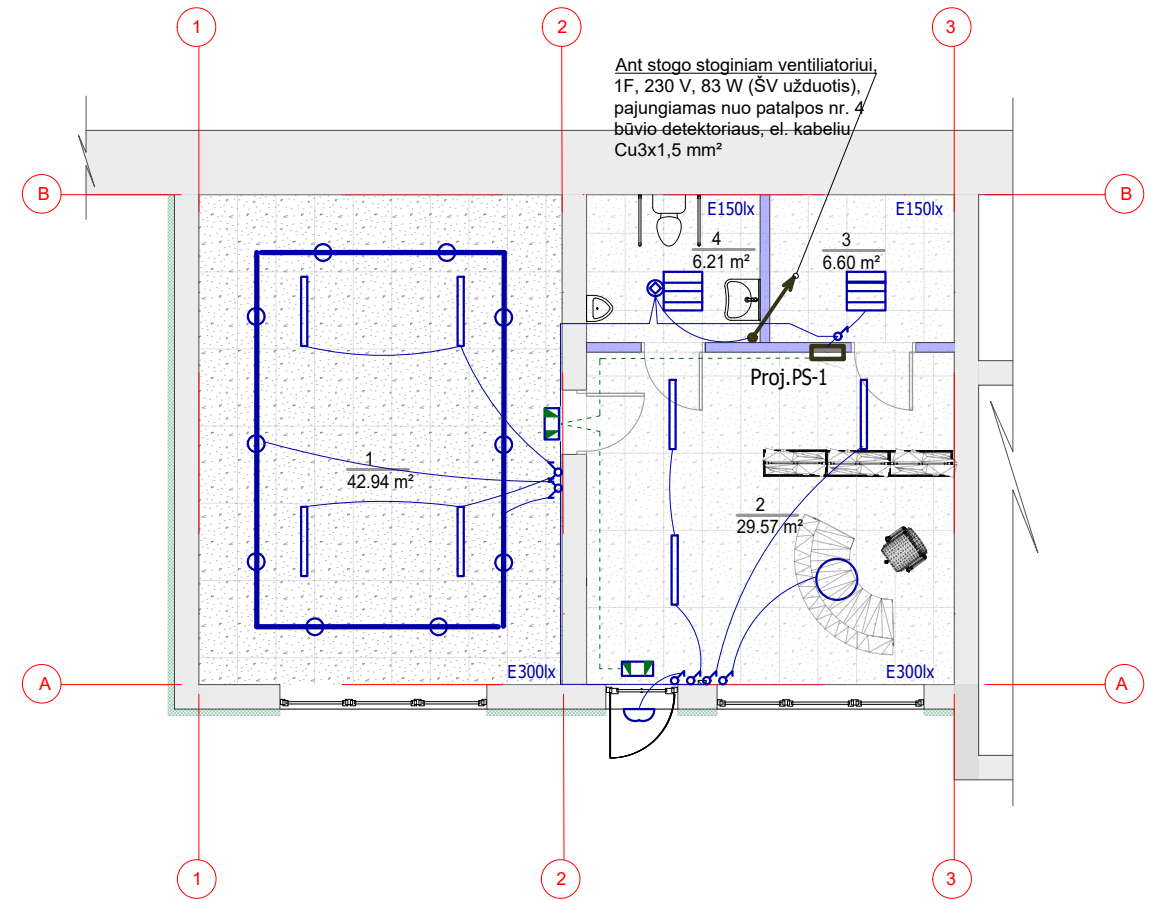 1
2
3
Ant stogo stoginiam ventiliatoriui,
1F, 230 V, 83 W (ŠV užduotis),
pajungiamas nuo patalpos nr. 4
būvio detektoriaus, el. kabeliu
Cu3x1,5 mm²
B
B
E150lx
E150lx
4
6.21 m²
3
6.60 m²
Proj.PS-1
1
42.94 m²
2
29.57 m²
E300lx
E300lx
A
A
1
2
3